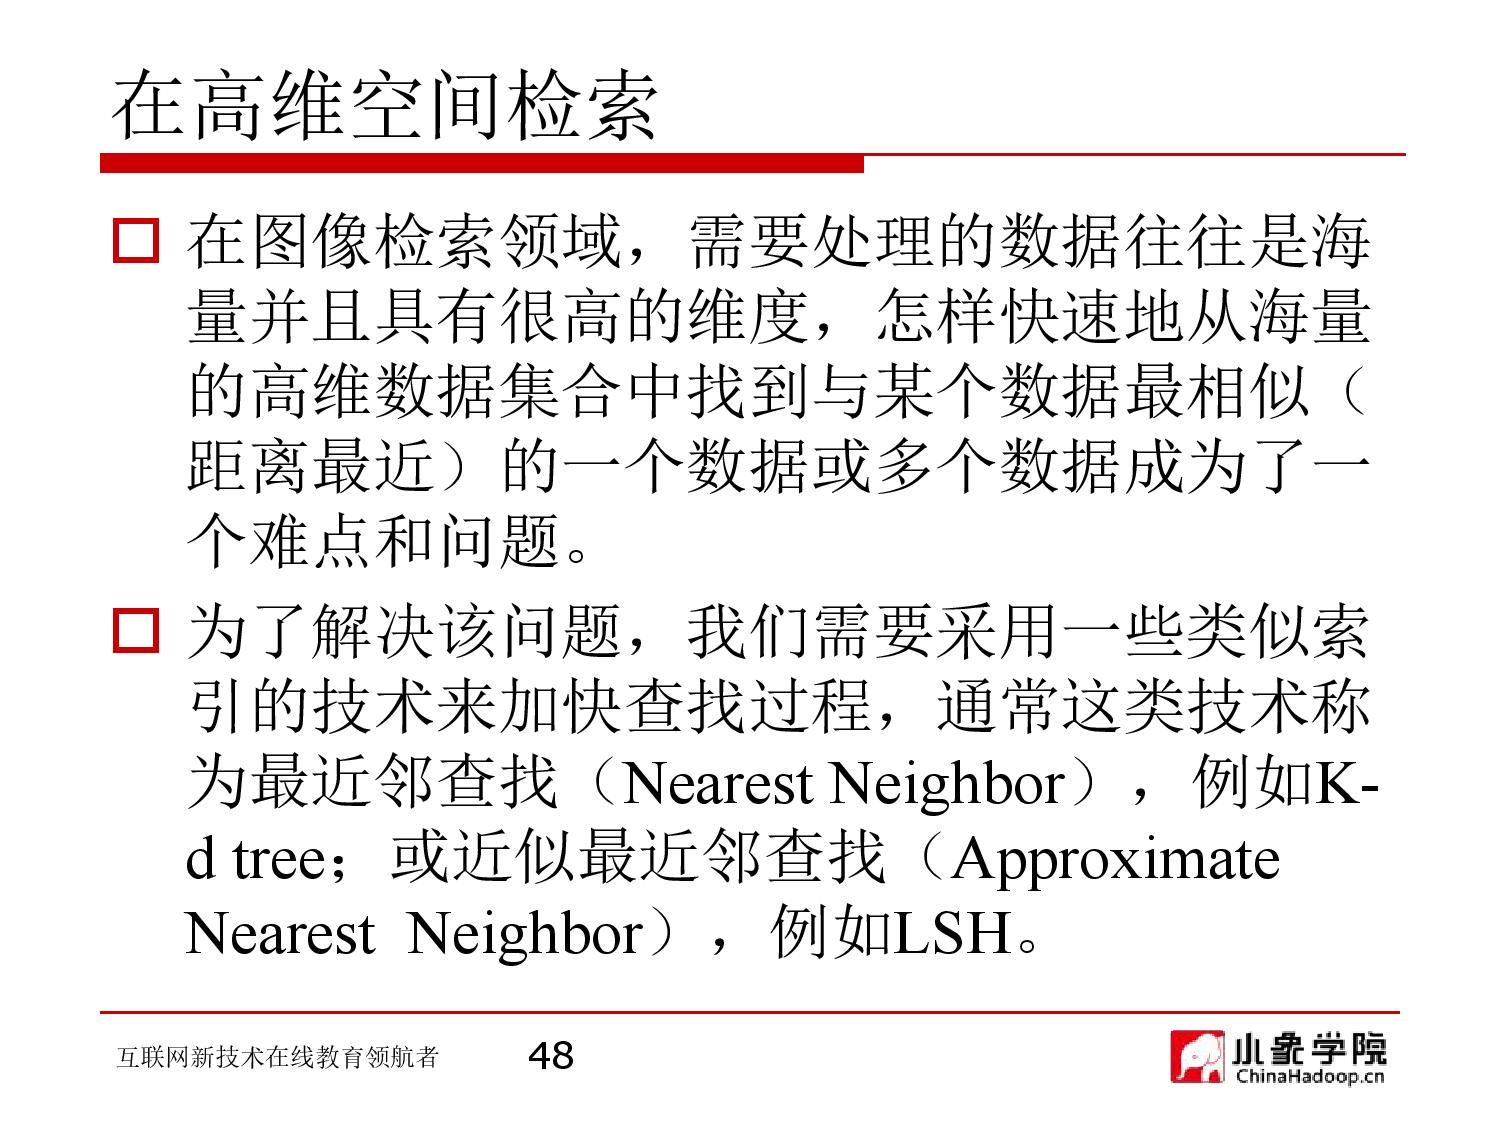 在高维空间检索
在图像检索领域，需要处理的数据往往是海
量并且具有很高的维度，怎样快速地从海量
的高维数据集合中找到与某个数据最相似（
距离最近）的一个数据或多个数据成为了一
个难点和问题。
为了解决该问题，我们需要采用一些类似索
引的技术来加快查找过程，通常这类技术称
为最近邻查找（Nearest Neighbor），例如K-
d tree；或近似最近邻查找（Approximate
Nearest  Neighbor），例如LSH。
互联网新技术在线教育领航者
48
小象学院
ChinaHadoop.cn